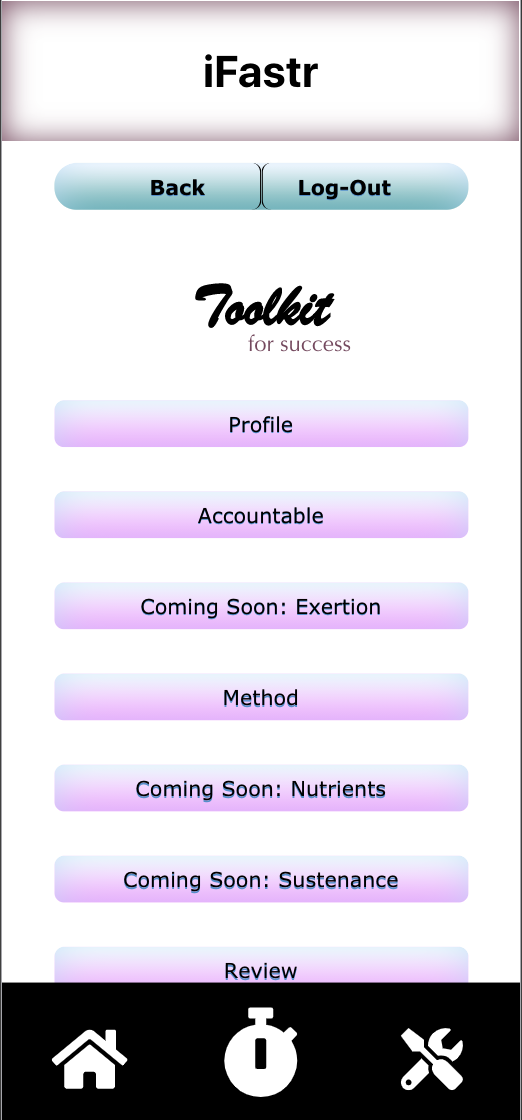 iFastr
Back Log-Out
Toolkit
for success
Profile
Accountable
Coming Soon: Exertion
Method
Coming Soon: Nutrients
Coming Soon: Sustenance
Review